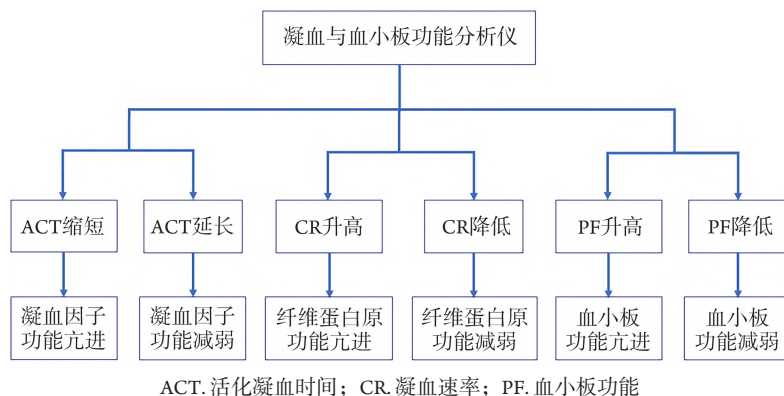 凝血与血小板功能分析仪
ACT缩短
ACT延长
CR升高
CR降低
PF升高
PF降低
凝血因子
功能亢进
凝血因子
功能减弱
纤维蛋白原
功能亢进
纤维蛋白原
功能减弱
血小板
功能亢进
血小板
功能减弱
ACT. 活化凝血时间；CR. 凝血速率；PF. 血小板功能